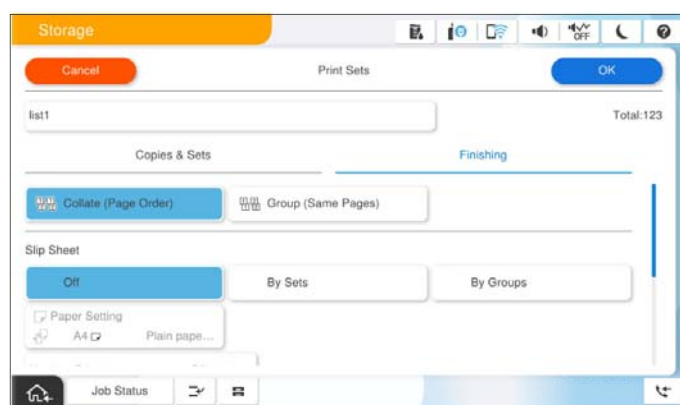 Storage
OFF
Cancel
Print Sets
OK
list1
Total:123
Copies & Sets
Finishing
Collate (Page Order)
Group (Same Pages)
Slip Sheet
Off
By Sets
By Groups
Paper Setting
A4
Plain pape...
Job Status